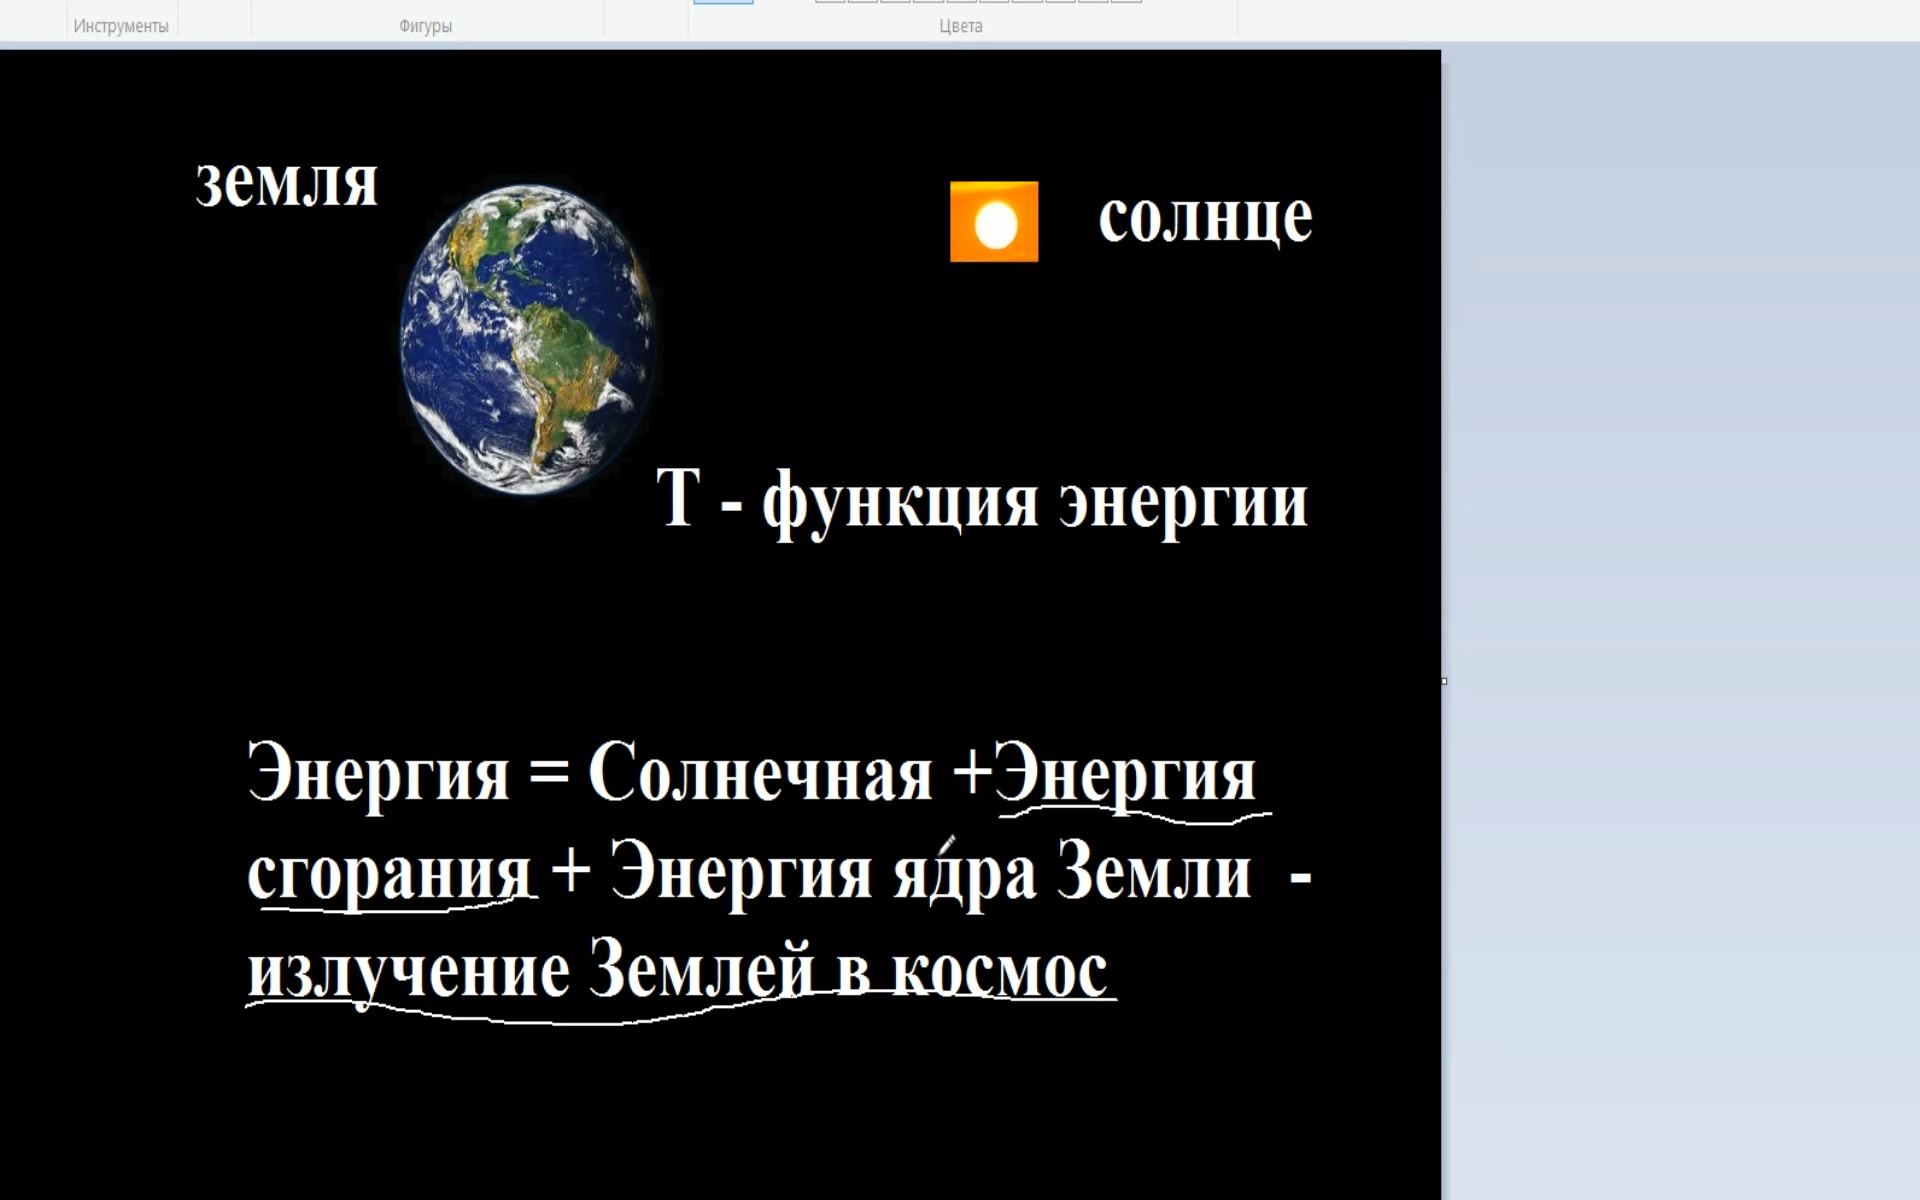 Инструменты
Фигуры
Цвета
земля
солнце
Т - функция энергии
Энергия = Солнечная +Энергия
сгорания + Энергия ядра Земли -
излучение Землей в космос